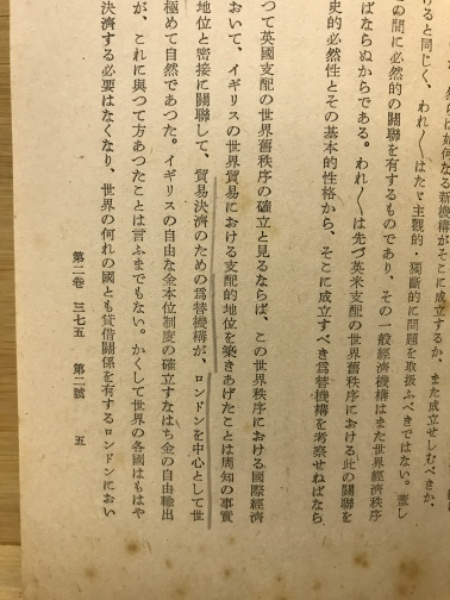 如何なる新機構がそこに成立するか、また成立せしむべきか、
けると同じく、われ〱はたゞ主觀的・獨斷的に問題を取扱ふべきではない。蓋し
の間に必然的の關聯を有するものであり、その一般經濟機構はまた世界經濟秩序
ばならぬからである。われ〱は先づ英米支配の世界舊秩序における此の關聯を
史的必然性とその基本的性格から、そこに成立すべき爲替機構を考察せねばなら
つて英國支配の世界舊秩序の確立と見るならば、この世界秩序における國際經濟
おいて、イギリスの世界貿易における支配的地位を築きあげたことは周知の事實
地位と密接に關聯して、貿易決濟のための爲替機構が、ロンドンを中心として世
極めて自然であつた。イギリスの自由な金本位制度の確立すなはち金の自由輸出
が、これに與つて力あつたことは言ふまでもない。かくして世界の各國はもはや
決濟する必要はなくなり、世界の何れの國とも貸借關係を有するロンドンにおい
第二卷 三七五 第二號 五